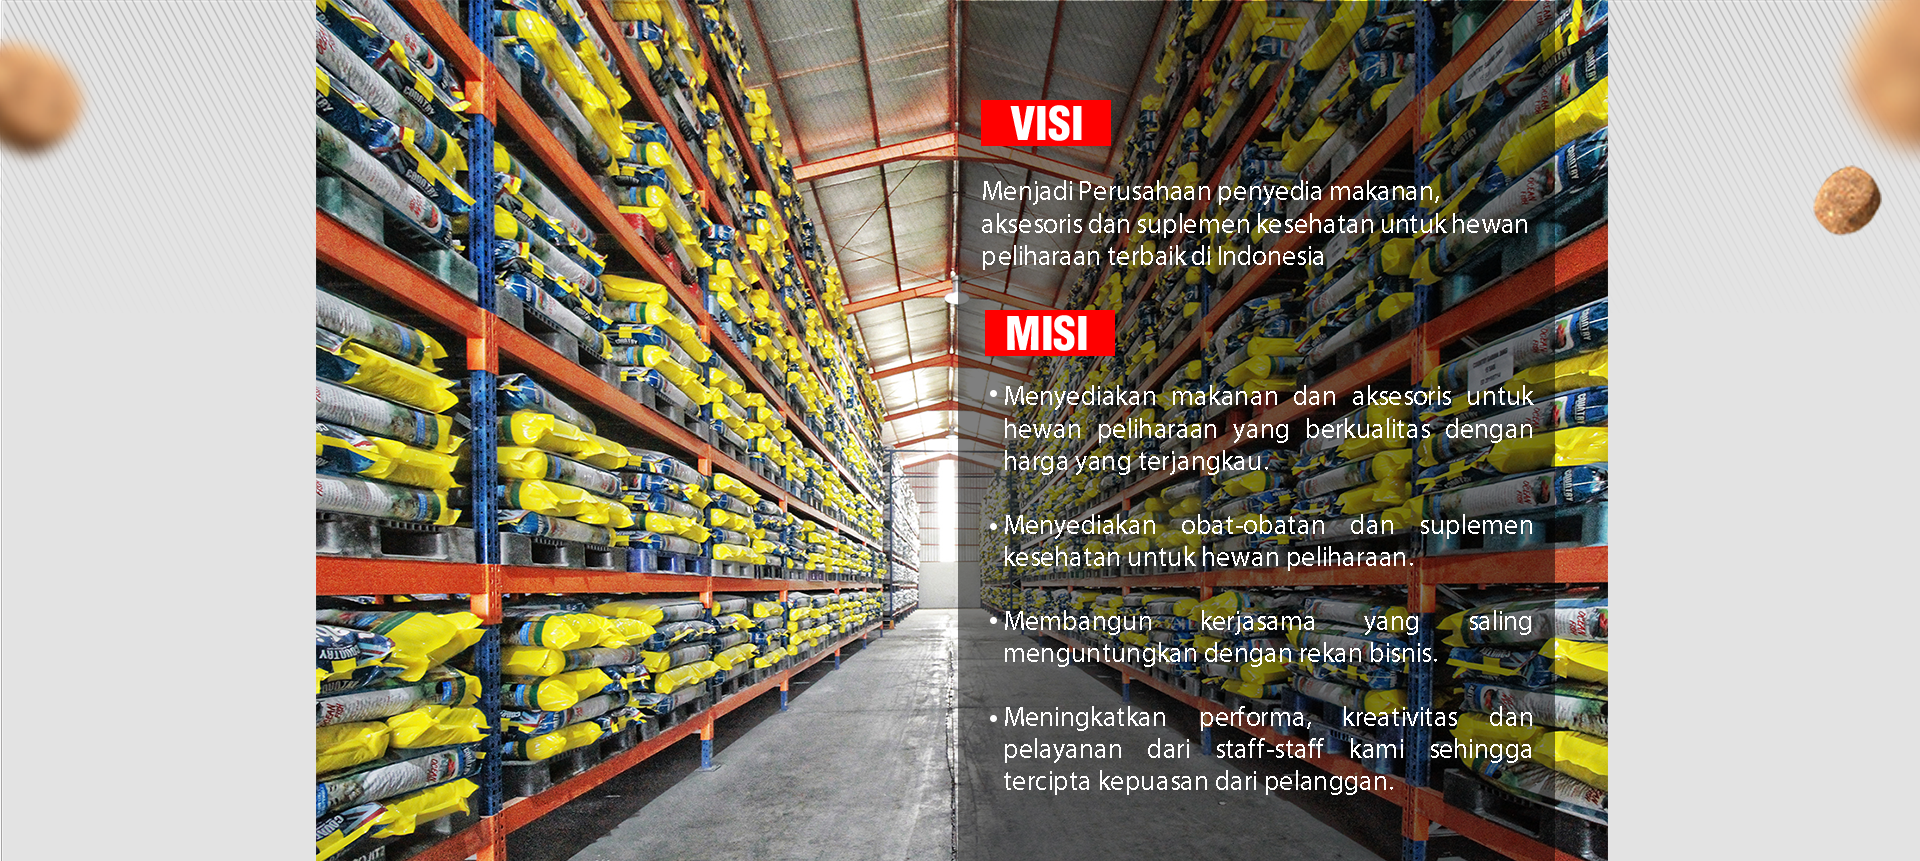 VISI
Menjadi Perusahaan penyedia makanan,
aksesoris dan suplemen kesehatan untuk hewan
peliharaan terbaik di Indonesia
MISI
• Menyediakan makanan dan aksesoris untuk
hewan peliharaan yang berkualitas dengan
harga yang terjangkau.
• Menyediakan obat-obatan dan suplemen
kesehatan untuk hewan peliharaan.
• Membangun kerjasama yang saling
menguntungkan dengan rekan bisnis.
• Meningkatkan performa, kreativitas dan
pelayanan dari staff-staff kami sehingga
tercipta kepuasan dari pelanggan.